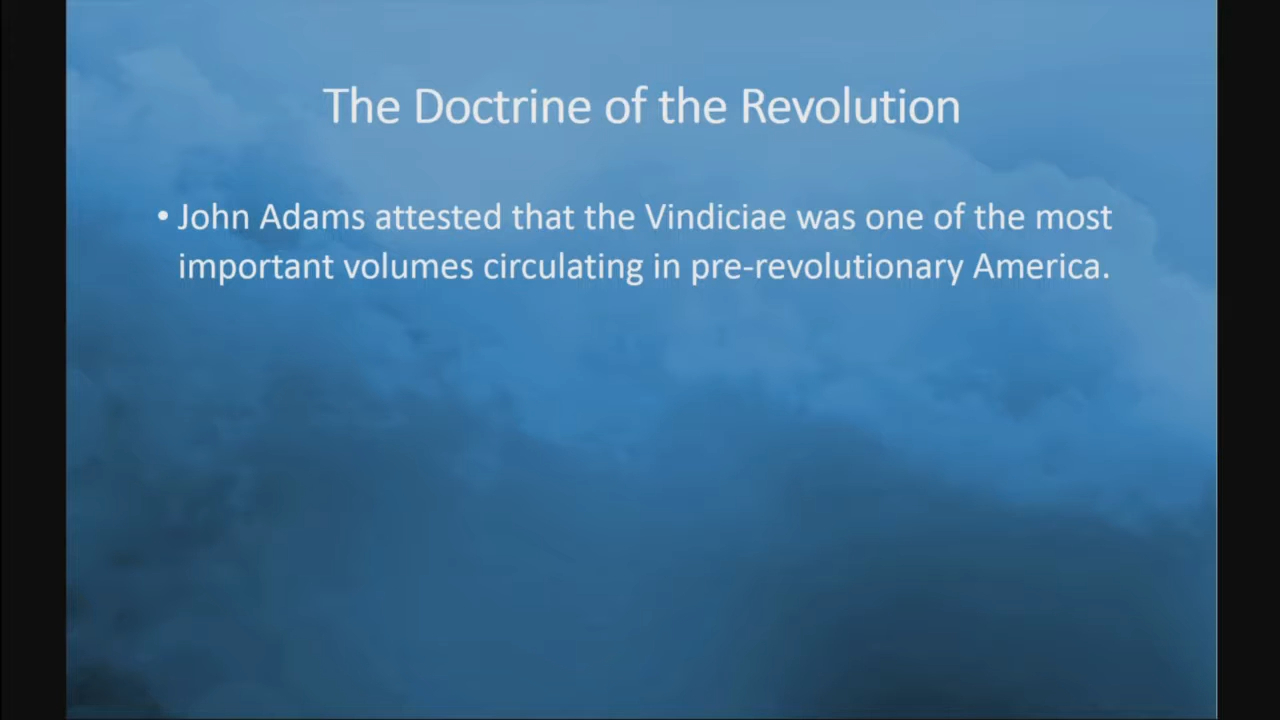 The Doctrine of the Revolution
• John Adams attested that the Vindiciae was one of the most
important volumes circulating in pre-revolutionary America.